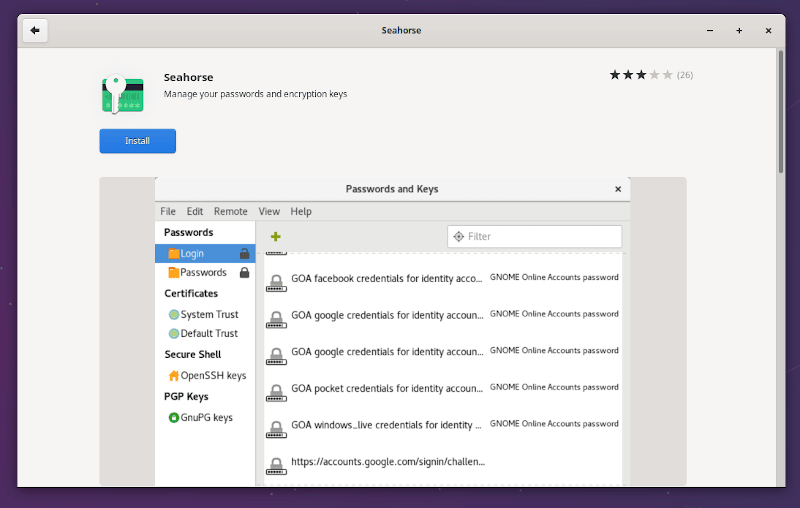 Seahorse
Seahorse
Manage your passwords and encryption keys
(26)
Install
Passwords and Keys
File Edit Remote View Help
Passwords
Login
Passwords
Certificates
System Trust
Default Trust
Secure Shell
OpenSSH keys
PGP Keys
GnuPG keys
Filter
GOA facebook credentials for identity acco... GNOME Online Accounts password
GOA google credentials for identity accoun... GNOME Online Accounts password
GOA google credentials for identity accoun... GNOME Online Accounts password
GOA pocket credentials for identity accoun... GNOME Online Accounts password
GOA windows_live credentials for identity ... GNOME Online Accounts password
https://accounts.google.com/signin/challen...